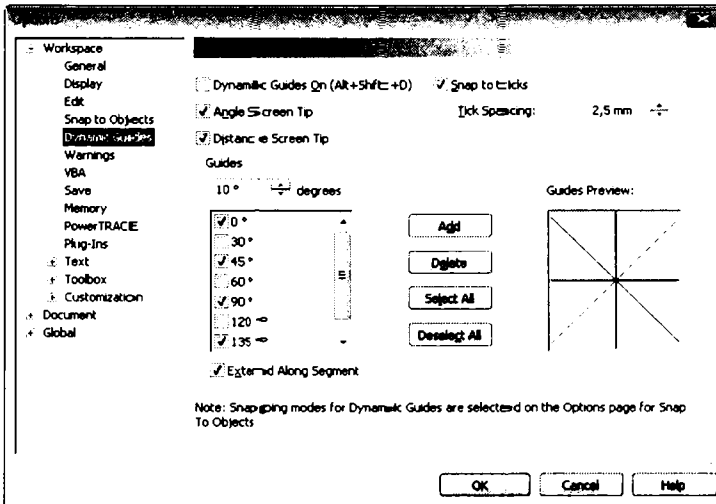 Options
Workspace
General
Display
Edit
Snap to Objects
Dynamic Guides
Warnings
VBA
Save
Memory
PowerTRACE
Plug-Ins
Text
Toolbox
Customization
Document
Global
Dynamic Guides On (Alt+Shft+D)
Snap to ticks
Angle Screen Tip
Tick Spacing: 2,5 mm
Distance Screen Tip
Guides
10 ° degrees
Guides Preview:
0 °
30 °
45 °
60 °
90 °
120 °
135 °
Add
Delete
Select All
Deselect All
Extend Along Segment
Note: Snapping modes for Dynamic Guides are selected on the Options page for Snap
To Objects
OK Cancel Help